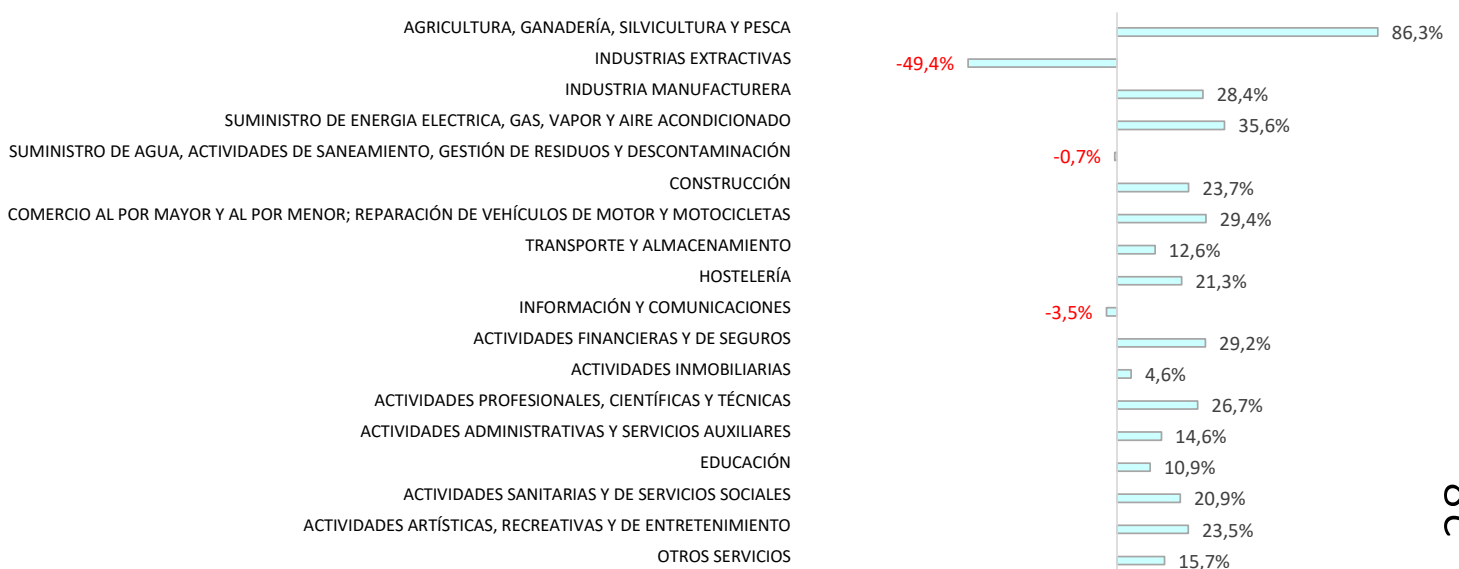 AGRICULTURA, GANADERÍA, SILVICULTURA Y PESCA 86,3%
INDUSTRIAS EXTRACTIVAS -49,4%
INDUSTRIA MANUFACTURERA 28,4%
SUMINISTRO DE ENERGIA ELECTRICA, GAS, VAPOR Y AIRE ACONDICIONADO 35,6%
SUMINISTRO DE AGUA, ACTIVIDADES DE SANEAMIENTO, GESTIÓN DE RESIDUOS Y DESCONTAMINACIÓN -0,7%
CONSTRUCCIÓN 23,7%
COMERCIO AL POR MAYOR Y AL POR MENOR; REPARACIÓN DE VEHÍCULOS DE MOTOR Y MOTOCICLETAS 29,4%
TRANSPORTE Y ALMACENAMIENTO 12,6%
HOSTELERÍA 21,3%
INFORMACIÓN Y COMUNICACIONES -3,5%
ACTIVIDADES FINANCIERAS Y DE SEGUROS 29,2%
ACTIVIDADES INMOBILIARIAS 4,6%
ACTIVIDADES PROFESIONALES, CIENTÍFICAS Y TÉCNICAS 26,7%
ACTIVIDADES ADMINISTRATIVAS Y SERVICIOS AUXILIARES 14,6%
EDUCACIÓN 10,9%
ACTIVIDADES SANITARIAS Y DE SERVICIOS SOCIALES 20,9%
ACTIVIDADES ARTÍSTICAS, RECREATIVAS Y DE ENTRETENIMIENTO 23,5%
OTROS SERVICIOS 15,7%